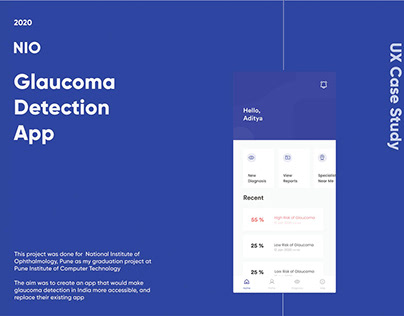 2020
NIO
Glaucoma
Detection
App
UX Case Study
Hello,
Aditya
New
Diagnosis
View
Reports
Specialists
Near Me
Recent
55 %
High Risk of Glaucoma
25 %
Low Risk of Glaucoma
25 %
Low Risk of Glaucoma
This project was done for National Institute of
Ophthalmology, Pune as my graduation project at
Pune Institute of Computer Technology
The aim was to create an app that would make
glaucoma detection in India more accessible, and
replace their existing app